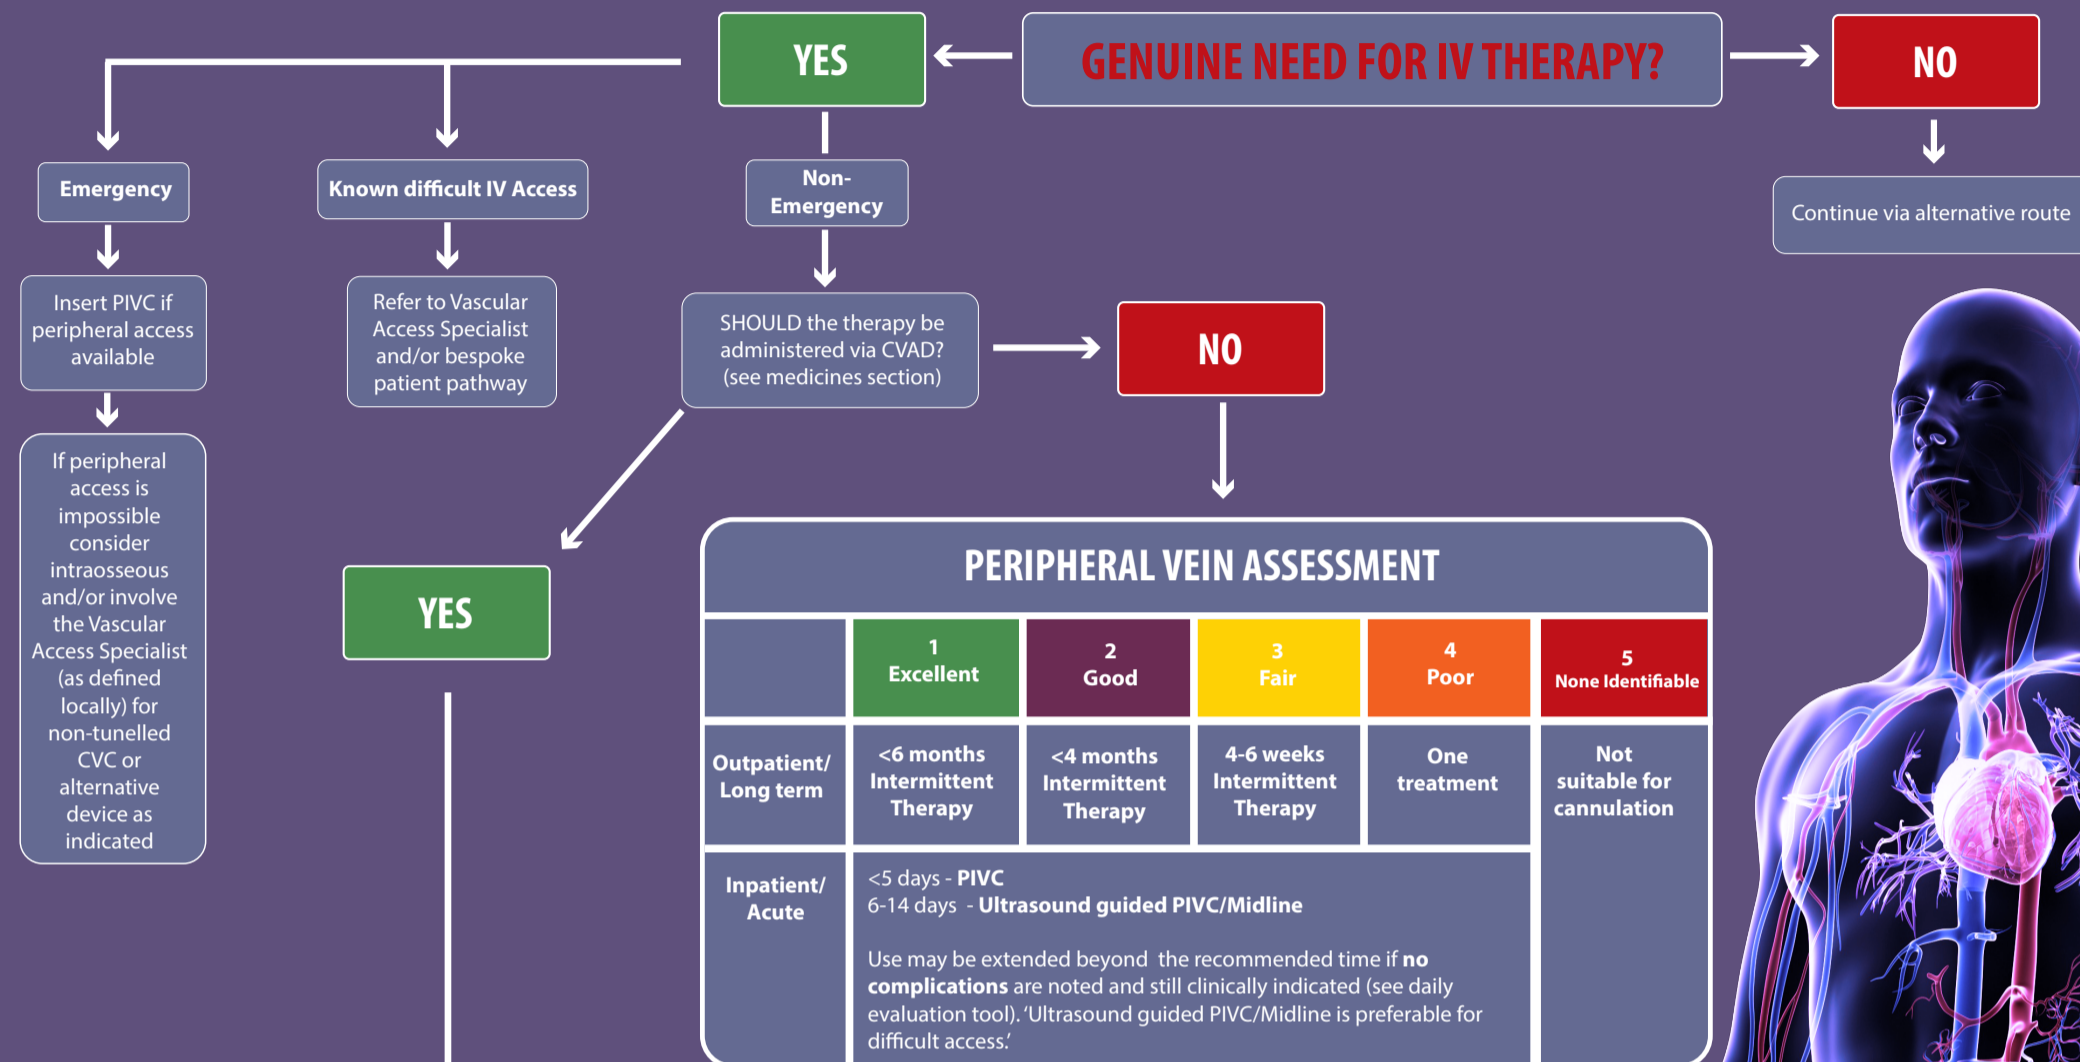 YES
GENUINE NEED FOR IV THERAPY?
NO
Emergency
Known difficult IV Access
Non-
Emergency
Continue via alternative route
Insert PIVC if
peripheral access
available
Refer to Vascular
Access Specialist
and/or bespoke
patient pathway
SHOULD the therapy be
administered via CVAD?
(see medicines section)
NO
If peripheral
access is
impossible
consider
intraosseous
and/or involve
the Vascular
Access Specialist
(as defined
locally) for
non-tunelled
CVC or
alternative
device as
indicated
YES
PERIPHERAL VEIN ASSESSMENT
1
Excellent
2
Good
3
Fair
4
Poor
5
None Identifiable
Outpatient/
Long term
<6 months
Intermittent
Therapy
<4 months
Intermittent
Therapy
4-6 weeks
Intermittent
Therapy
One
treatment
Not
suitable for
cannulation
Inpatient/
Acute
<5 days - PIVC
6-14 days - Ultrasound guided PIVC/Midline
Use may be extended beyond the recommended time if no
complications are noted and still clinically indicated (see daily
evaluation tool). ‘Ultrasound guided PIVC/Midline is preferable for
difficult access.’